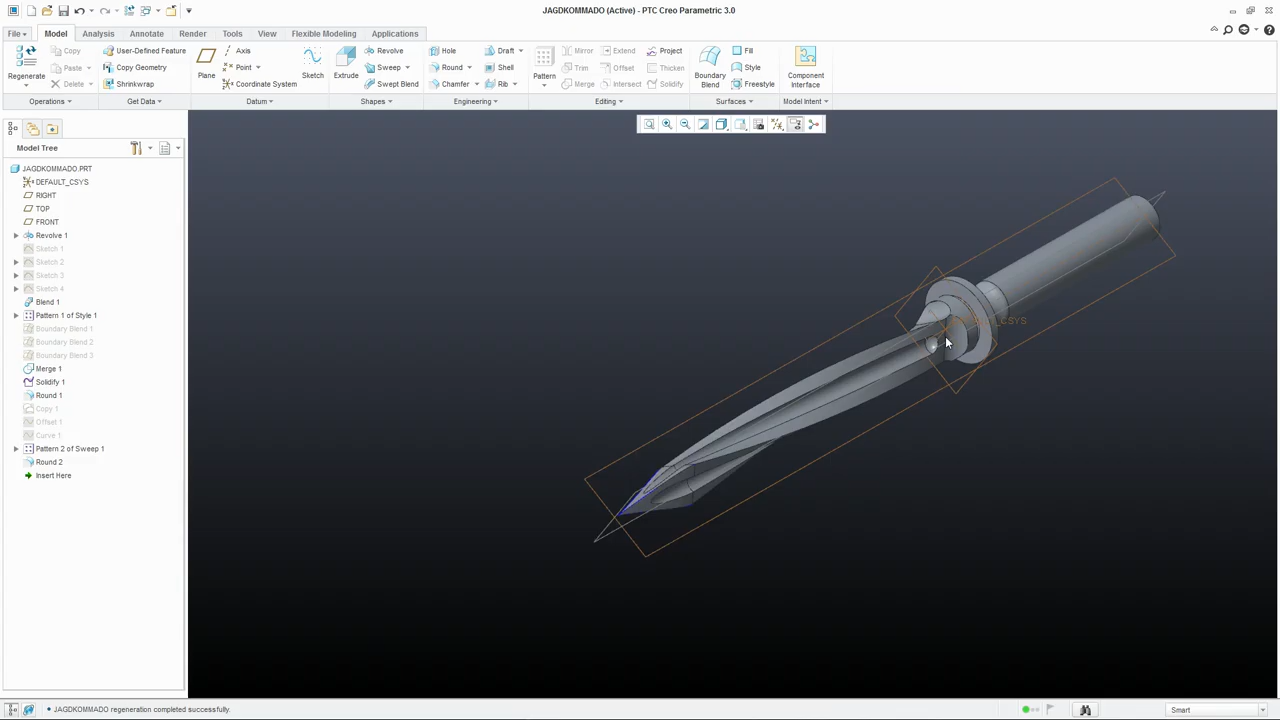 JAGDKOMMADO (Active) - PTC Creo Parametric 3.0
File Model Analysis Annotate Render Tools View Flexible Modeling Applications
Regenerate
Copy
Paste
Delete
Operations
User-Defined Feature
Copy Geometry
Shrinkwrap
Get Data
Plane
Axis
Point
Coordinate System
Sketch
Datum
Extrude
Revolve
Sweep
Swept Blend
Shapes
Hole
Round
Chamfer
Draft
Shell
Rib
Engineering
Pattern
Mirror
Trim
Merge
Extend
Offset
Intersect
Project
Thicken
Solidify
Editing
Boundary
Blend
Fill
Style
Freestyle
Surfaces
Component
Interface
Model Intent
Model Tree
JAGDKOMMADO.PRT
DEFAULT_CSYS
RIGHT
TOP
FRONT
Revolve 1
Sketch 1
Sketch 2
Sketch 3
Sketch 4
Blend 1
Pattern 1 of Style 1
Boundary Blend 1
Boundary Blend 2
Boundary Blend 3
Merge 1
Solidify 1
Round 1
Copy 1
Offset 1
Curve 1
Pattern 2 of Sweep 1
Round 2
Insert Here
_CSYS
• JAGDKOMMADO regeneration completed successfully.
Smart